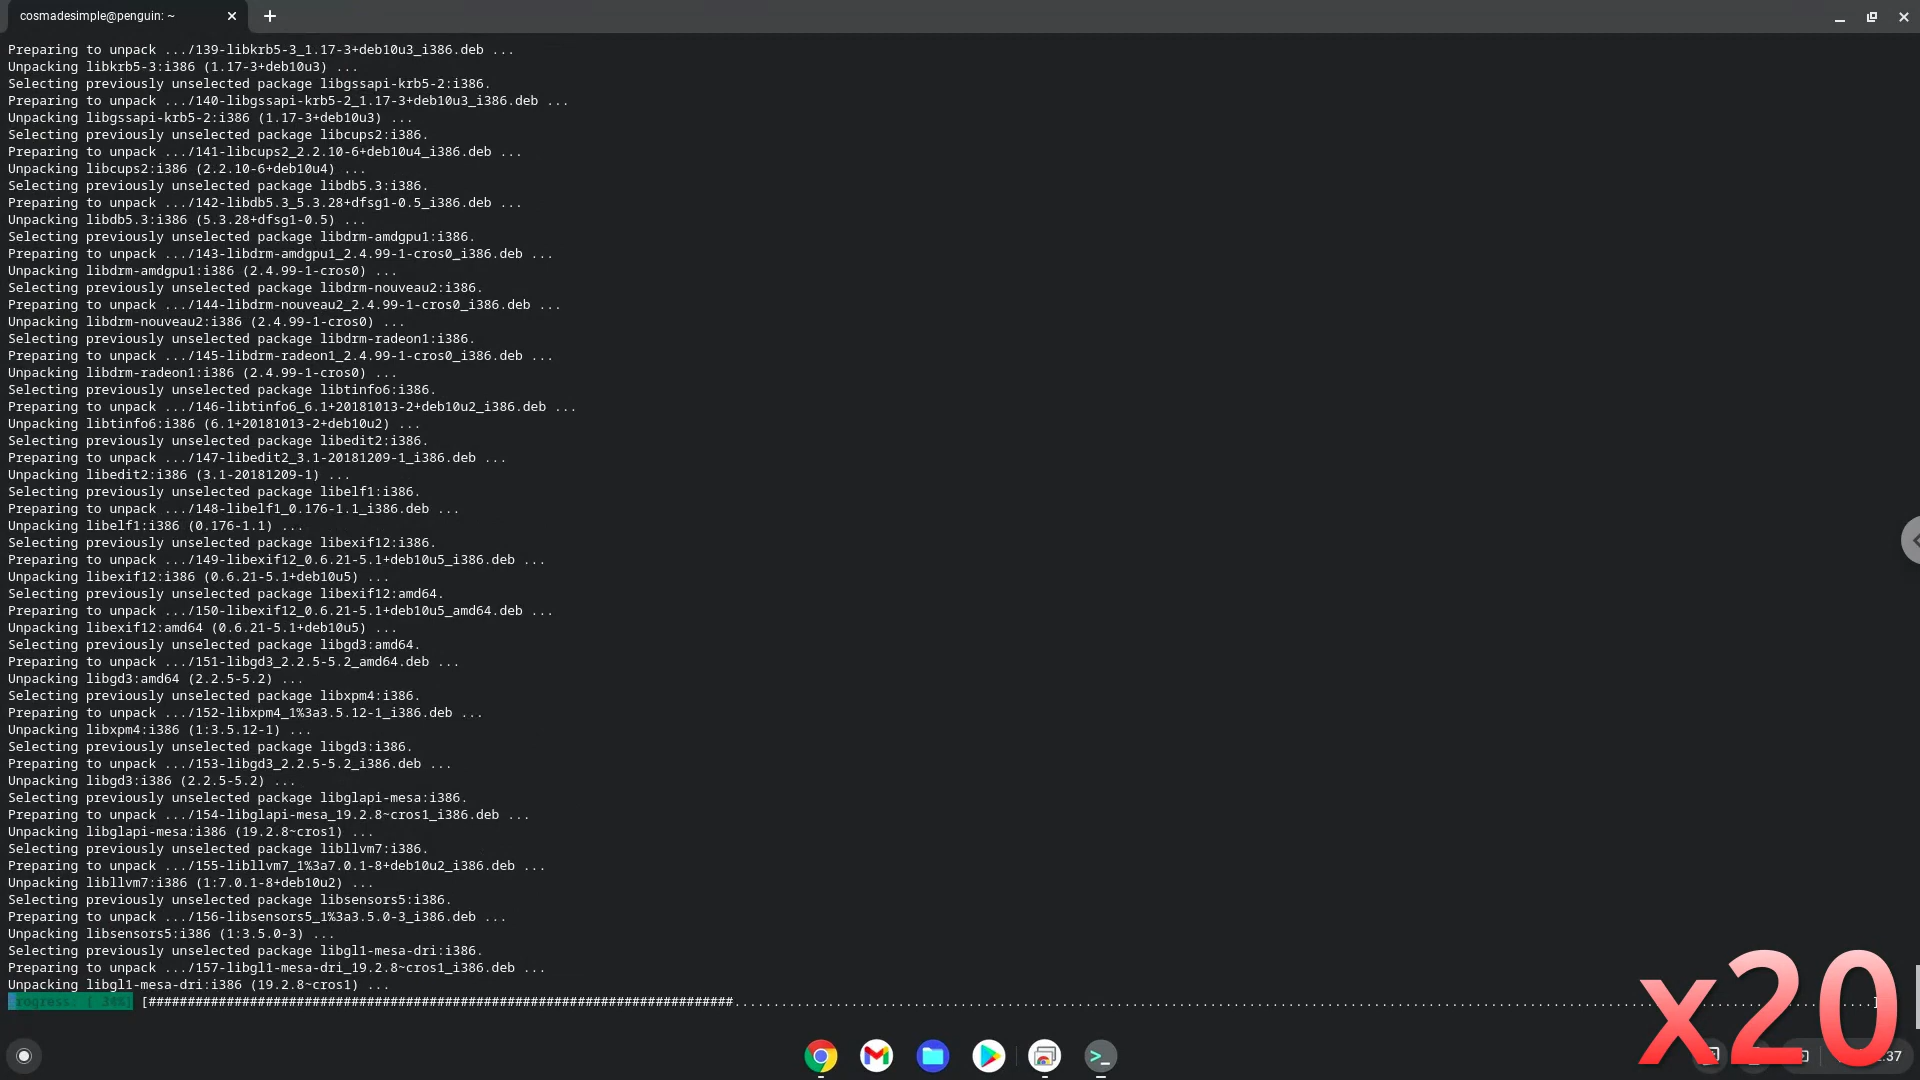 cosmadesimple@penguin: ~
Preparing to unpack .../139-libkrb5-3_1.17-3+deb10u3_i386.deb ...
Unpacking libkrb5-3:i386 (1.17-3+deb10u3) ...
Selecting previously unselected package libgssapi-krb5-2:i386.
Preparing to unpack .../140-libgssapi-krb5-2_1.17-3+deb10u3_i386.deb ...
Unpacking libgssapi-krb5-2:i386 (1.17-3+deb10u3) ...
Selecting previously unselected package libcups2:i386.
Preparing to unpack .../141-libcups2_2.2.10-6+deb10u4_i386.deb ...
Unpacking libcups2:i386 (2.2.10-6+deb10u4) ...
Selecting previously unselected package libdb5.3:i386.
Preparing to unpack .../142-libdb5.3_5.3.28+dfsg1-0.5_i386.deb ...
Unpacking libdb5.3:i386 (5.3.28+dfsg1-0.5) ...
Selecting previously unselected package libdrm-amdgpu1:i386.
Preparing to unpack .../143-libdrm-amdgpu1_2.4.99-1-cros0_i386.deb ...
Unpacking libdrm-amdgpu1:i386 (2.4.99-1-cros0) ...
Selecting previously unselected package libdrm-nouveau2:i386.
Preparing to unpack .../144-libdrm-nouveau2_2.4.99-1-cros0_i386.deb ...
Unpacking libdrm-nouveau2:i386 (2.4.99-1-cros0) ...
Selecting previously unselected package libdrm-radeon1:i386.
Preparing to unpack .../145-libdrm-radeon1_2.4.99-1-cros0_i386.deb ...
Unpacking libdrm-radeon1:i386 (2.4.99-1-cros0) ...
Selecting previously unselected package libtinfo6:i386.
Preparing to unpack .../146-libtinfo6_6.1+20181013-2+deb10u2_i386.deb ...
Unpacking libtinfo6:i386 (6.1+20181013-2+deb10u2) ...
Selecting previously unselected package libedit2:i386.
Preparing to unpack .../147-libedit2_3.1-20181209-1_i386.deb ...
Unpacking libedit2:i386 (3.1-20181209-1) ...
Selecting previously unselected package libelf1:i386.
Preparing to unpack .../148-libelf1_0.176-1.1_i386.deb ...
Unpacking libelf1:i386 (0.176-1.1) ...
Selecting previously unselected package libexif12:i386.
Preparing to unpack .../149-libexif12_0.6.21-5.1+deb10u5_i386.deb ...
Unpacking libexif12:i386 (0.6.21-5.1+deb10u5) ...
Selecting previously unselected package libexif12:amd64.
Preparing to unpack .../150-libexif12_0.6.21-5.1+deb10u5_amd64.deb ...
Unpacking libexif12:amd64 (0.6.21-5.1+deb10u5) ...
Selecting previously unselected package libgd3:amd64.
Preparing to unpack .../151-libgd3_2.2.5-5.2_amd64.deb ...
Unpacking libgd3:amd64 (2.2.5-5.2) ...
Selecting previously unselected package libxpm4:i386.
Preparing to unpack .../152-libxpm4_1%3a3.5.12-1_i386.deb ...
Unpacking libxpm4:i386 (1:3.5.12-1) ...
Selecting previously unselected package libgd3:i386.
Preparing to unpack .../153-libgd3_2.2.5-5.2_i386.deb ...
Unpacking libgd3:i386 (2.2.5-5.2) ...
Selecting previously unselected package libglapi-mesa:i386.
Preparing to unpack .../154-libglapi-mesa_19.2.8~cros1_i386.deb ...
Unpacking libglapi-mesa:i386 (19.2.8~cros1) ...
Selecting previously unselected package libllvm7:i386.
Preparing to unpack .../155-libllvm7_1%3a7.0.1-8+deb10u2_i386.deb ...
Unpacking libllvm7:i386 (1:7.0.1-8+deb10u2) ...
Selecting previously unselected package libsensors5:i386.
Preparing to unpack .../156-libsensors5_1%3a3.5.0-3_i386.deb ...
Unpacking libsensors5:i386 (1:3.5.0-3) ...
Selecting previously unselected package libgl1-mesa-dri:i386.
Preparing to unpack .../157-libgl1-mesa-dri_19.2.8~cros1_i386.deb ...
Unpacking libgl1-mesa-dri:i386 (19.2.8~cros1) ...
Progress: [ 34%] [###########################################################################..................................................................................................................................................]
x20